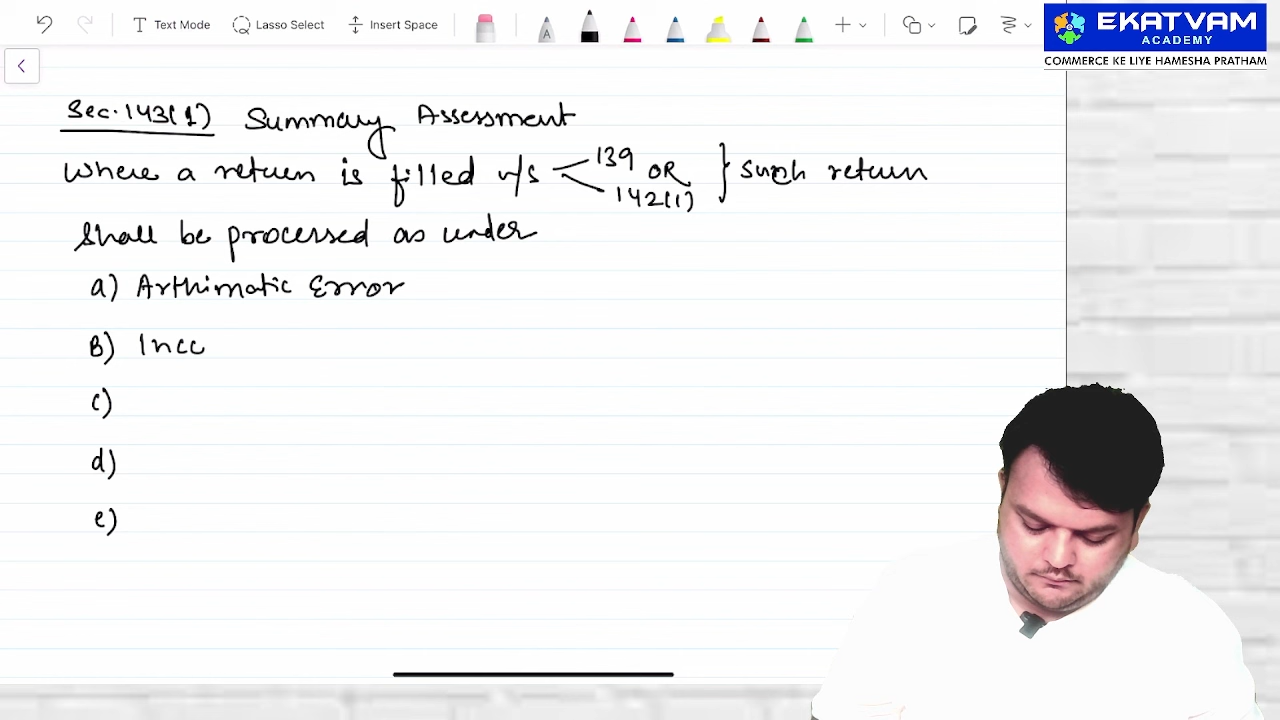 Text Mode
Lasso Select
Insert Space
EKATVAM
ACADEMY
COMMERCE KE LIYE HAMESHA PRATHAM
Sec. 143(1) Summary Assessment
Where a return is filled u/s 139 OR 142(1) } such return
shall be processed as under
a) Arthimatic Error
B) Incc
c)
d)
e)